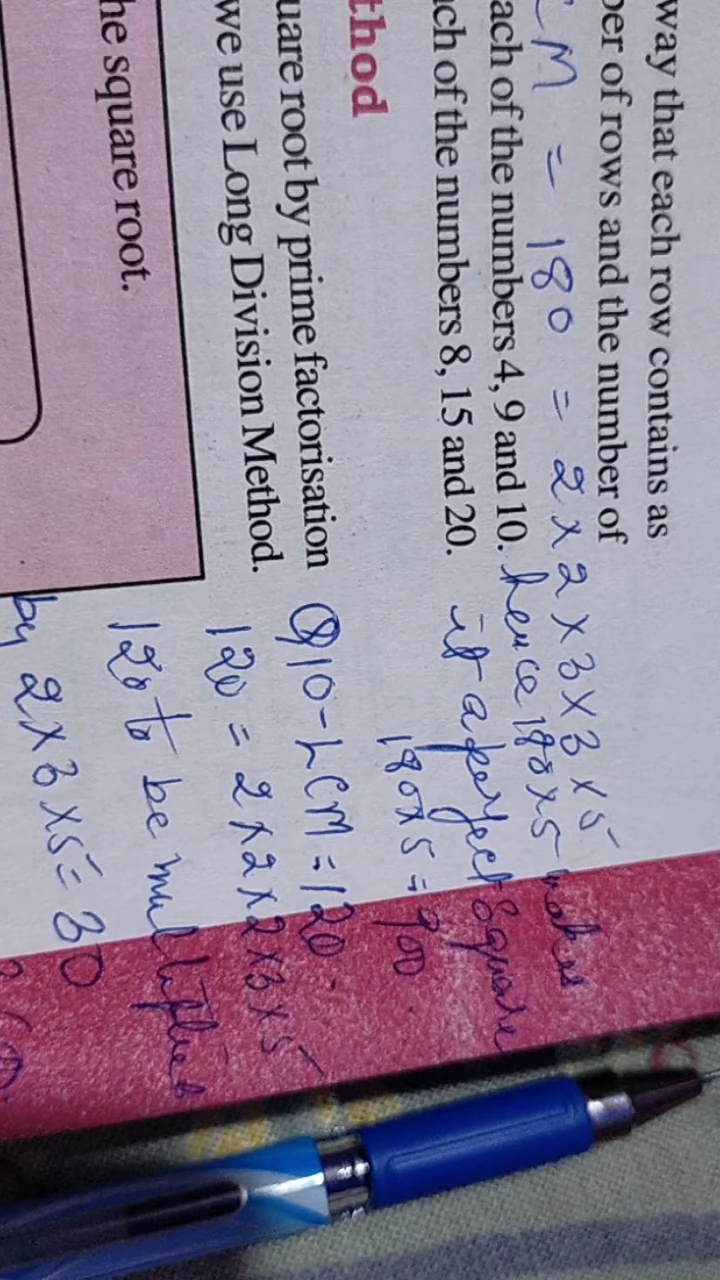 way that each row contains as
ber of rows and the number of
CM = 180 = 2 x 2 x 3 x 3 x 5
ach of the numbers 4, 9 and 10. hence 180 x 5 makes
ch of the numbers 8, 15 and 20. it a perfect square
180 x 5 = 900
thod
uare root by prime factorisation
we use Long Division Method.
he square root.
Q10 - LCM = 120.
120 = 2 x 2 x 2 x 3 x 5
120 to be multiplied
by 2 x 3 x 5 = 30